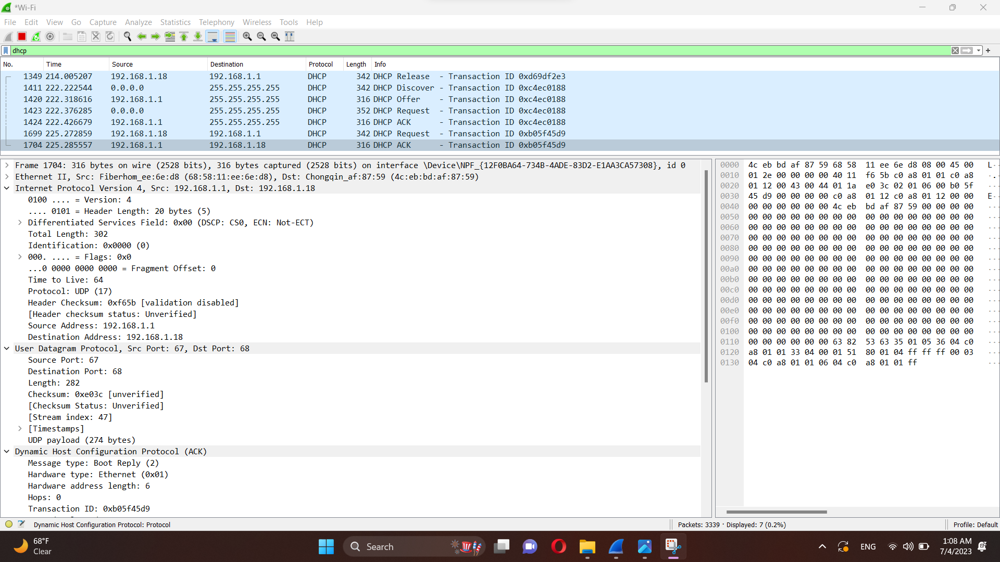 *Wi-Fi
File Edit View Go Capture Analyze Statistics Telephony Wireless Tools Help
dhcp
No. Time Source Destination Protocol Length Info
1349 214.005207 192.168.1.18 192.168.1.1 DHCP 342 DHCP Release - Transaction ID 0xd69df2e3
1411 222.222544 0.0.0.0 255.255.255.255 DHCP 342 DHCP Discover - Transaction ID 0xc4ec0188
1420 222.318616 192.168.1.1 255.255.255.255 DHCP 316 DHCP Offer - Transaction ID 0xc4ec0188
1423 222.376285 0.0.0.0 255.255.255.255 DHCP 352 DHCP Request - Transaction ID 0xc4ec0188
1424 222.426679 192.168.1.1 255.255.255.255 DHCP 316 DHCP ACK - Transaction ID 0xc4ec0188
1699 225.272859 192.168.1.18 192.168.1.1 DHCP 342 DHCP Request - Transaction ID 0xb05f45d9
1704 225.285557 192.168.1.1 192.168.1.18 DHCP 316 DHCP ACK - Transaction ID 0xb05f45d9
Frame 1704: 316 bytes on wire (2528 bits), 316 bytes captured (2528 bits) on interface \Device\NPF_{12F0BA64-734B-4ADE-83D2-E1AA3CA57308}, id 0
Ethernet II, Src: Fiberhom_ee:6e:d8 (68:58:11:ee:6e:d8), Dst: Chongqin_af:87:59 (4c:eb:bd:af:87:59)
Internet Protocol Version 4, Src: 192.168.1.1, Dst: 192.168.1.18
0100 .... = Version: 4
.... 0101 = Header Length: 20 bytes (5)
Differentiated Services Field: 0x00 (DSCP: CS0, ECN: Not-ECT)
Total Length: 302
Identification: 0x0000 (0)
000. .... = Flags: 0x0
...0 0000 0000 0000 = Fragment Offset: 0
Time to Live: 64
Protocol: UDP (17)
Header Checksum: 0xf65b [validation disabled]
[Header checksum status: Unverified]
Source Address: 192.168.1.1
Destination Address: 192.168.1.18
User Datagram Protocol, Src Port: 67, Dst Port: 68
Source Port: 67
Destination Port: 68
Length: 282
Checksum: 0xe03c [unverified]
[Checksum Status: Unverified]
[Stream index: 47]
[Timestamps]
UDP payload (274 bytes)
Dynamic Host Configuration Protocol (ACK)
Message type: Boot Reply (2)
Hardware type: Ethernet (0x01)
Hardware address length: 6
Hops: 0
Transaction ID: 0xb05f45d9
0000 4c eb bd af 87 59 68 58 11 ee 6e d8 08 00 45 00 L··
0010 01 2e 00 00 00 00 40 11 f6 5b c0 a8 01 01 c0 a8 ·.·
0020 01 12 00 43 00 44 01 1a e0 3c 02 01 06 00 b0 5f ···
0030 45 d9 00 00 00 00 c0 a8 01 12 c0 a8 01 12 00 00 E··
0040 00 00 00 00 00 00 4c eb bd af 87 59 00 00 00 00 ···
0050 00 00 00 00 00 00 00 00 00 00 00 00 00 00 00 00 ···
0060 00 00 00 00 00 00 00 00 00 00 00 00 00 00 00 00 ···
0070 00 00 00 00 00 00 00 00 00 00 00 00 00 00 00 00 ···
0080 00 00 00 00 00 00 00 00 00 00 00 00 00 00 00 00 ···
0090 00 00 00 00 00 00 00 00 00 00 00 00 00 00 00 00 ···
00a0 00 00 00 00 00 00 00 00 00 00 00 00 00 00 00 00 ···
00b0 00 00 00 00 00 00 00 00 00 00 00 00 00 00 00 00 ···
00c0 00 00 00 00 00 00 00 00 00 00 00 00 00 00 00 00 ···
00d0 00 00 00 00 00 00 00 00 00 00 00 00 00 00 00 00 ···
00e0 00 00 00 00 00 00 00 00 00 00 00 00 00 00 00 00 ···
00f0 00 00 00 00 00 00 00 00 00 00 00 00 00 00 00 00 ···
0100 00 00 00 00 00 00 00 00 00 00 00 00 00 00 00 00 ···
0110 00 00 00 00 00 00 63 82 53 63 35 01 05 36 04 c0 ···
0120 a8 01 01 33 04 00 01 51 80 01 04 ff ff ff 00 03 ···
0130 04 c0 a8 01 01 06 04 c0 a8 01 01 ff ···
Dynamic Host Configuration Protocol: Protocol
Packets: 3339 · Displayed: 7 (0.2%)
Profile: Default
68°F
Clear
Search
ENG
1:08 AM
7/4/2023